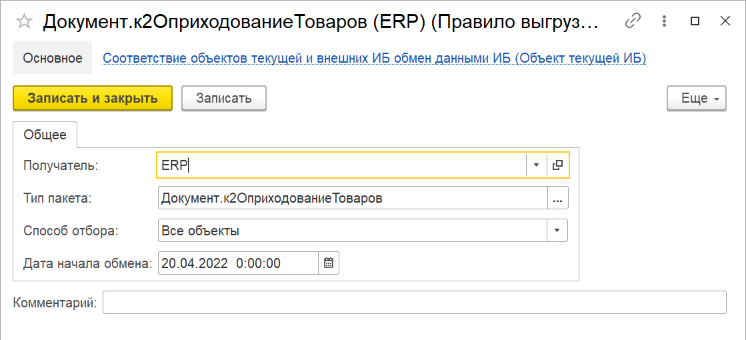 Документ.к2ОприходованиеТоваров (ERP) (Правило выгруз...
Основное Соответствие объектов текущей и внешних ИБ обмен данными ИБ (Объект текущей ИБ)
Записать и закрыть Записать Еще
Общее
Получатель: ERP
Тип пакета: Документ.к2ОприходованиеТоваров ...
Способ отбора: Все объекты
Дата начала обмена: 20.04.2022 0:00:00
Комментарий: